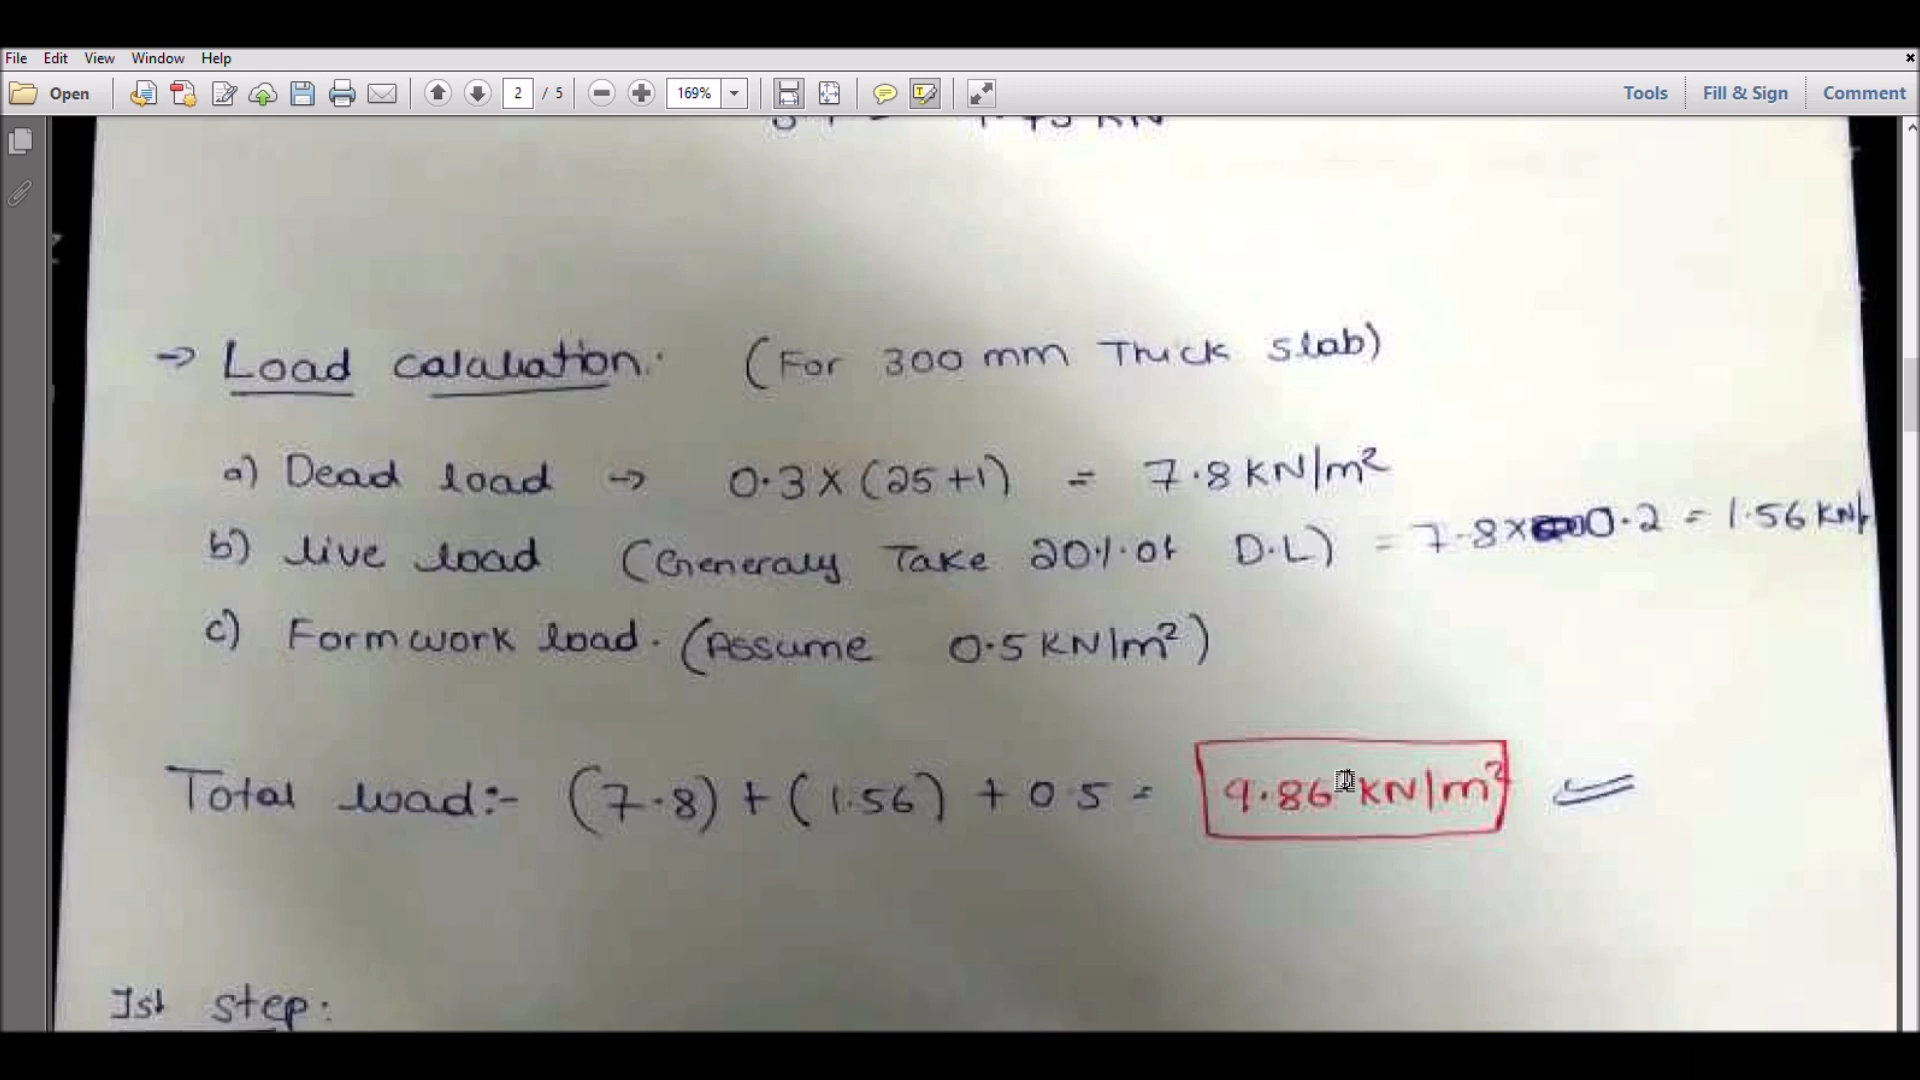 File Edit View Window Help
Open 2 / 5 169% Tools Fill & Sign Comment
→ Load calculation. (For 300 mm Thick slab)
a) Dead load → 0.3 x (25+1) = 7.8 KN/m²
b) live load (Generaly Take 20% of D.L) = 7.8 x 0.2 = 1.56 KN/
c) Formwork load. (Assume 0.5 KN/m²)
Total load:- (7.8) + (1.56) + 0.5 = 9.86 KN/m²
Ist step: